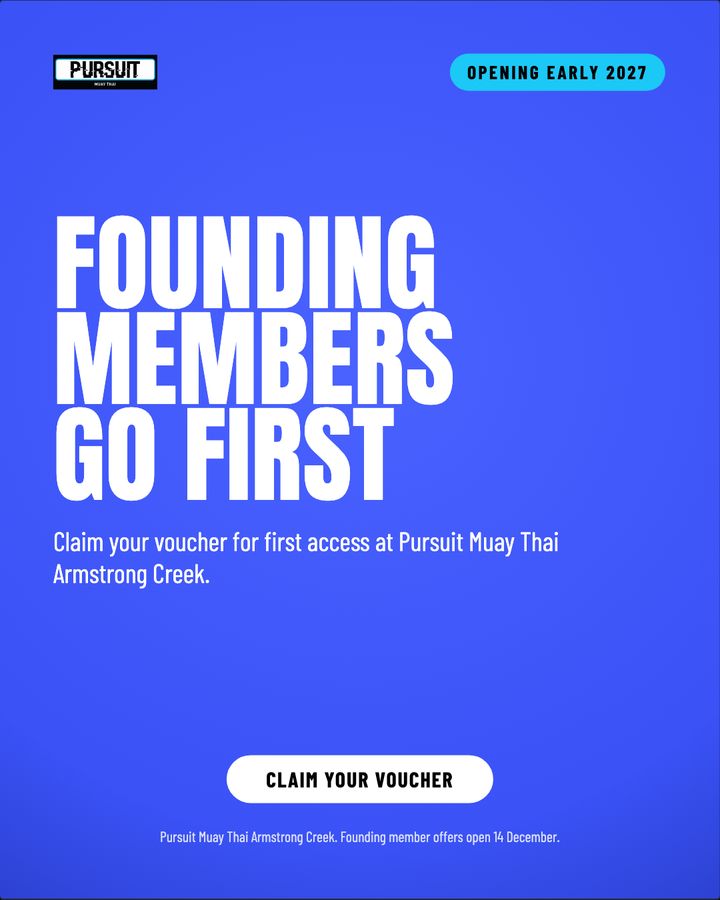 PURSUIT
MUAY THAI
OPENING EARLY 2027
FOUNDING
MEMBERS
GO FIRST
Claim your voucher for first access at Pursuit Muay Thai
Armstrong Creek.
CLAIM YOUR VOUCHER
Pursuit Muay Thai Armstrong Creek. Founding member offers open 14 December.